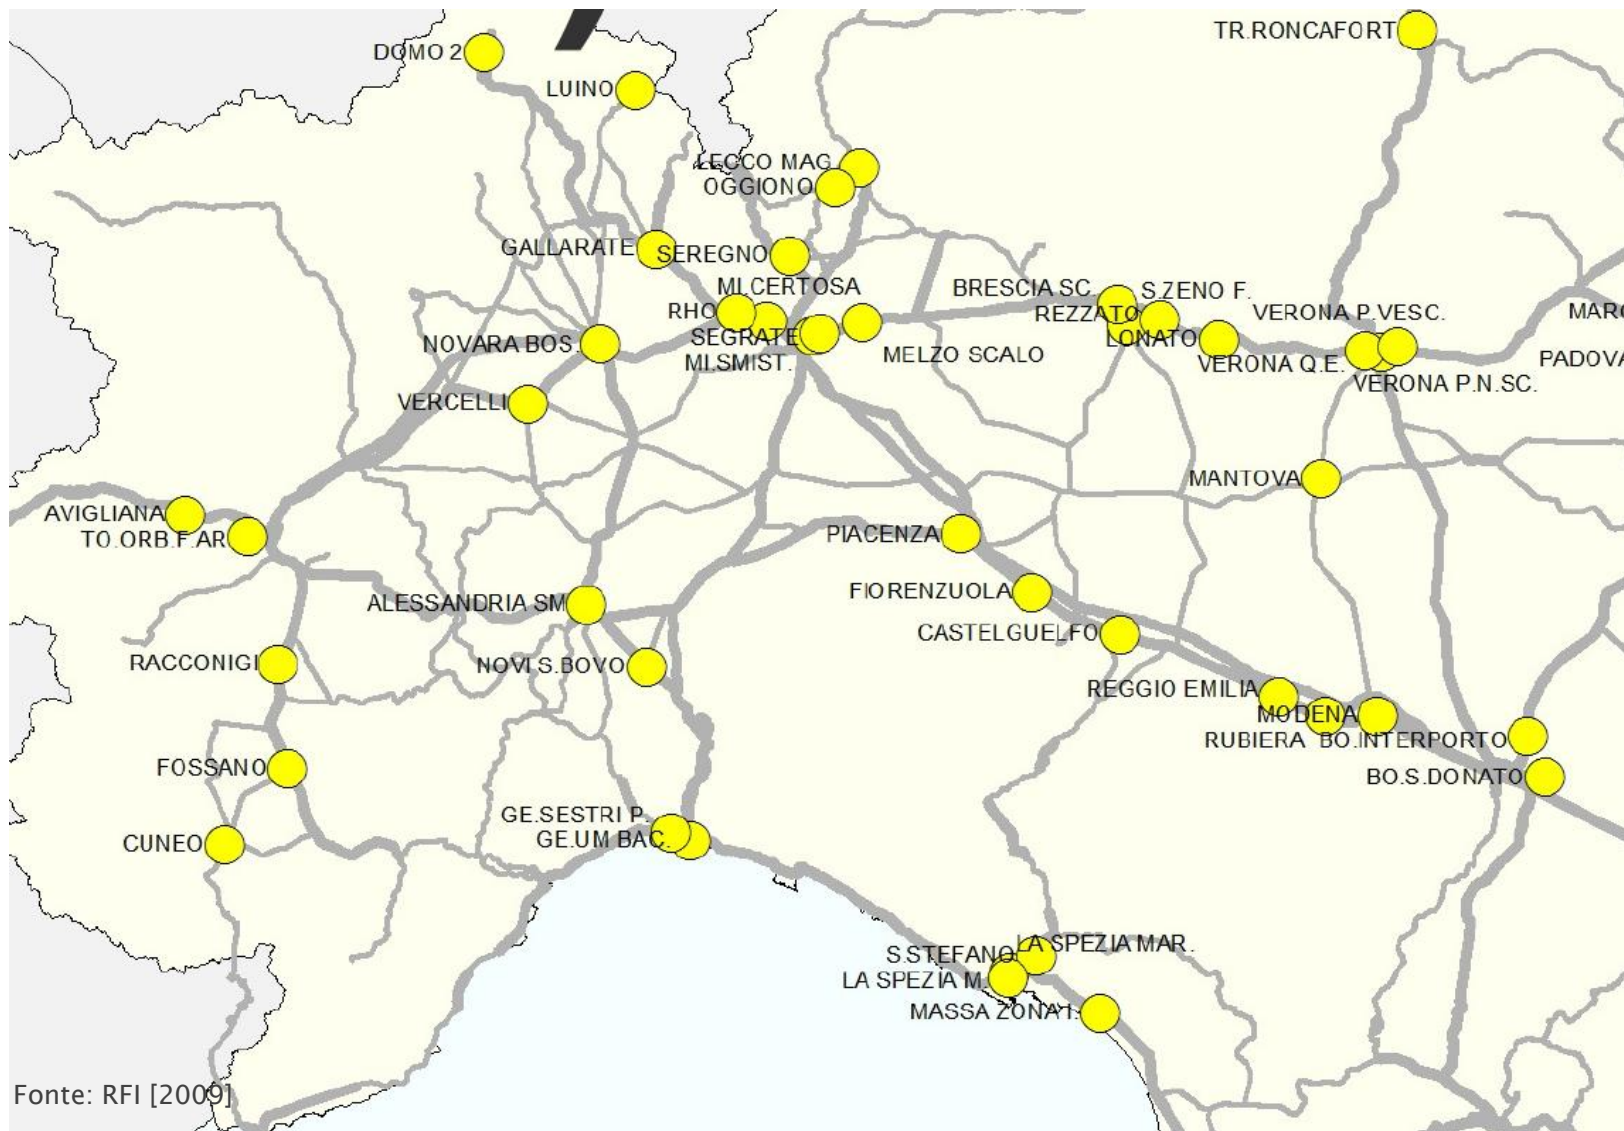 TR.RONCAFORT
DOMO 2
LUINO
LECCO MAG.
OGGIONO
GALLARATE
SEREGNO
MI.CERTOSA
BRESCIA SC.
S.ZENO F.
RHO
REZZATO
VERONA P.VESC.
SEGRATE
LONATO
NOVARA BOS.
MI.SMIST.
MELZO SCALO
VERONA Q.E.
PADOVA
VERONA P.N.SC.
VERCELLI
MANTOVA
AVIGLIANA
TO.ORB.F.AR
PIACENZA
FIORENZUOLA
ALESSANDRIA SM
CASTELGUELFO
RACCONIGI
NOVI S.BOVO
REGGIO EMILIA
MODENA
RUBIERA
BO.INTERPORTO
FOSSANO
BO.S.DONATO
GE.SESTRI P.
GE.UM BAC.
CUNEO
LA SPEZIA MAR.
S.STEFANO
LA SPEZIA M.
MASSA ZONA I.
Fonte: RFI [2009]